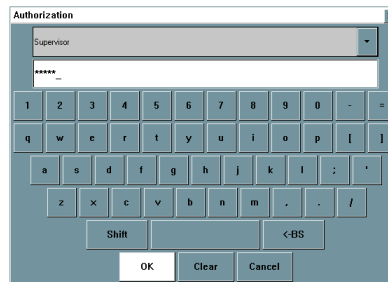 Authorization
Supervisor
*****_
1 2 3 4 5 6 7 8 9 0 - =
q w e r t y u i o p [ ]
a s d f g h j k l ; '
z x c v b n m , . /
Shift <-BS
OK Clear Cancel